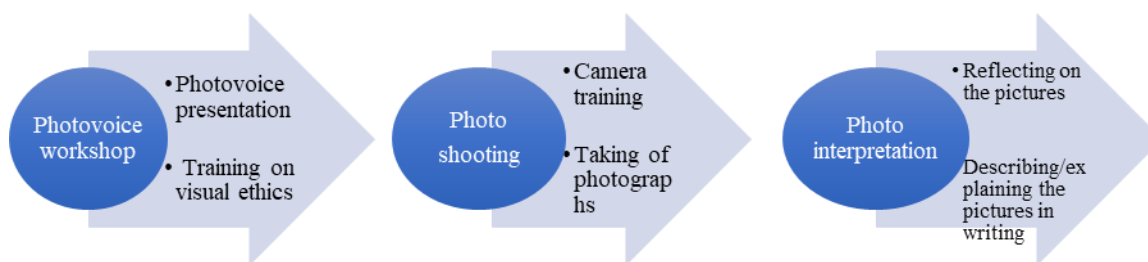 Photovoice
workshop
• Photovoice
presentation
• Training on
visual ethics
Photo
shooting
• Camera
training
• Taking of
photograp
hs
Photo
interpretation
• Reflecting on
the pictures
Describing/ex
plaining the
pictures in
writing